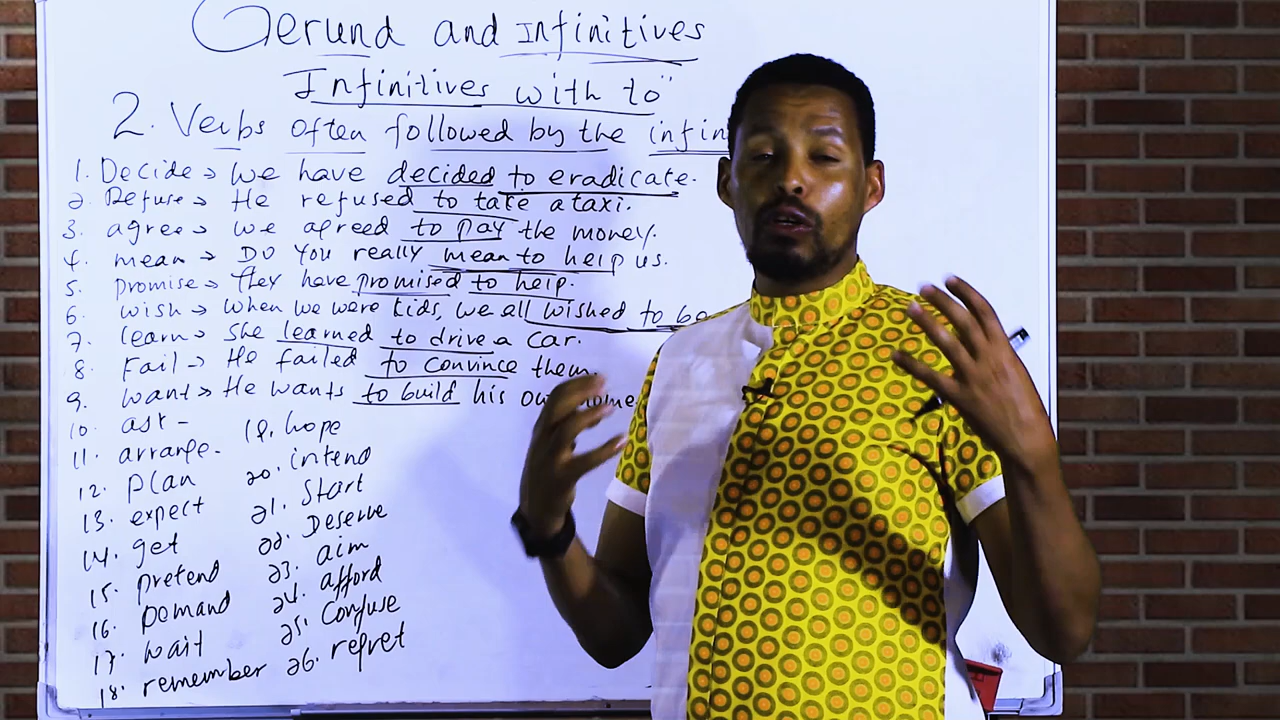 Gerund and Infinitives
Infinitives with to"
2. Verbs often followed by the infin
1. Decide → we have decided to eradicate.
2. Refuse → He refused to take a taxi.
3. agree → we agreed to pay the money.
4. mean → Do you really mean to help us.
5. promise → They have promised to help.
6. wish → when we were kids, we all wished to be
7. learn → she learned to drive a car.
8. Fail → He failed to convince them.
9. want → He wants to build his own home
10. ask -
11. arrange -
12. plan
13. expect
14. get
15. pretend
16. Demand
17. wait
18. remember
19. hope
20. intend
21. Start
22. Deserve
23. aim
24. afford
25. Confuse
26. regret